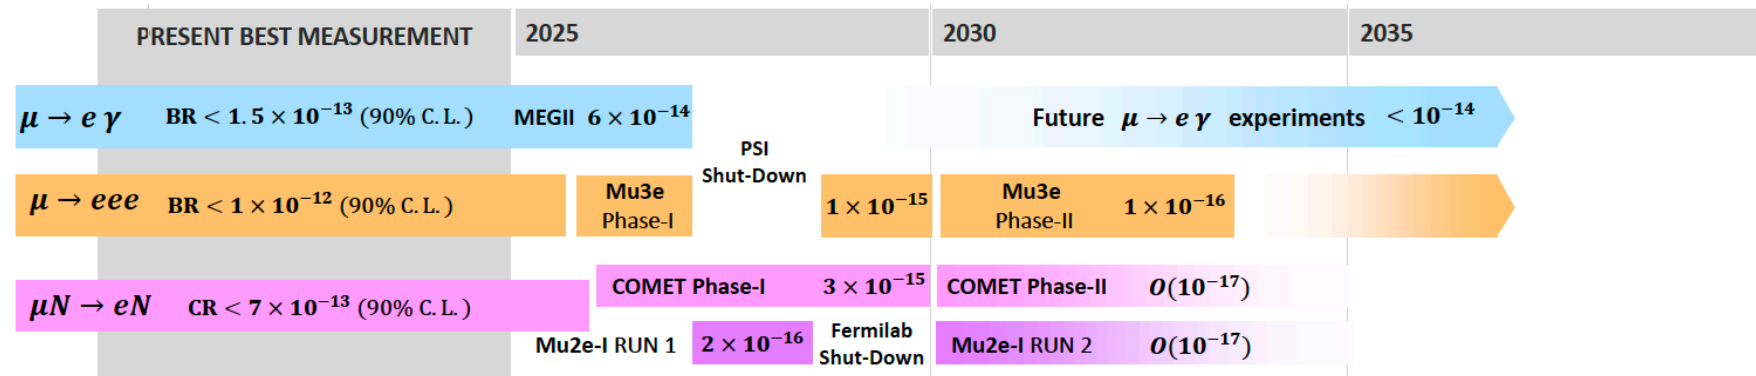 PRESENT BEST MEASUREMENT 2025 2030 2035
μ → e γ BR < 1.5 × 10⁻¹³ (90% C.L.) MEGII 6 × 10⁻¹⁴ Future μ → e γ experiments < 10⁻¹⁴
PSI
Shut-Down
μ → eee BR < 1 × 10⁻¹² (90% C.L.)
Mu3e
Phase-I
1 × 10⁻¹⁵
Mu3e
Phase-II
1 × 10⁻¹⁶
μN → eN CR < 7 × 10⁻¹³ (90% C.L.)
COMET Phase-I 3 × 10⁻¹⁵ COMET Phase-II O(10⁻¹⁷)
Mu2e-I RUN 1 2 × 10⁻¹⁶
Fermilab
Shut-Down
Mu2e-I RUN 2 O(10⁻¹⁷)